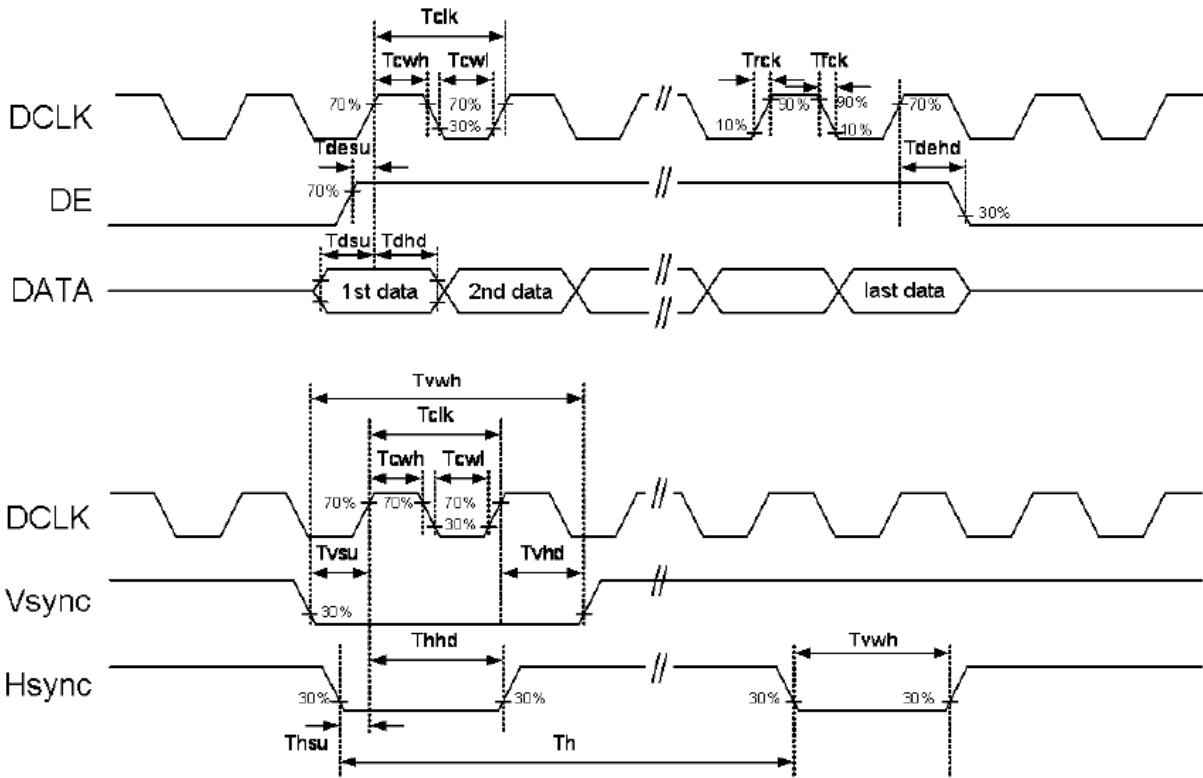 Tclk
Tcwh Tcwl Trck Tfck
DCLK 70% 70% 30% 10% 90% 90% 10% 70%
Tdesu Tdehd
DE 70% 30%
Tdsu Tdhd
DATA 1st data 2nd data last data
Tvwh
Tclk
Tcwh Tcwl
DCLK 70% 70% 70% 30%
Tvsu Tvhd
Vsync 30%
Thhd Tvwh
Hsync 30% 30% 30% 30%
Thsu Th